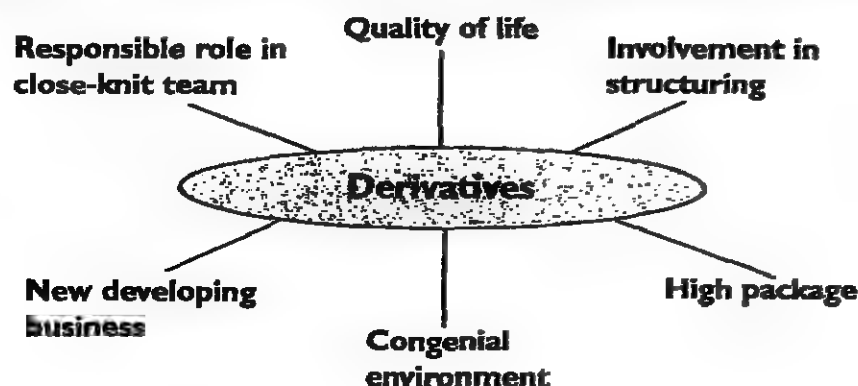 Quality of life
Responsible role in
close-knit team
Involvement in
structuring
Derivatives
New developing
business
High package
Congenial
environment